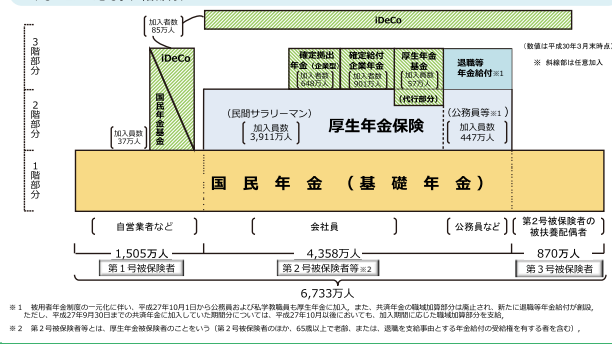 加入者数
85万人
iDeCo
(数値は平成30年3月末時点)
※ 斜線部は任意加入
3階部分
iDeCo
国民年金基金
確定拠出
年金(企業型)
加入者数
648万人
確定給付
企業年金
加入者数
901万人
厚生年金
基金
加入員数
57万人
(代行部分)
退職等
年金給付※1
2階部分
加入員数
37万人
(民間サラリーマン)
加入員数
3,911万人
厚生年金保険
(公務員等※1)
加入員数
447万人
1階部分
国民年金(基礎年金)
自営業者など
会社員
公務員など
第2号被保険者の
被扶養配偶者
1,505万人
4,358万人
870万人
第1号被保険者
第2号被保険者等※2
第3号被保険者
6,733万人
※1 被用者年金制度の一元化に伴い、平成27年10月1日から公務員および私学教職員も厚生年金に加入。また、共済年金の職域加算部分は廃止され、新たに退職等年金給付が創設。
ただし、平成27年9月30日までの共済年金に加入していた期間分については、平成27年10月以後においても、加入期間に応じた職域加算部分を支給。
※2 第2号被保険者等とは、厚生年金被保険者のことをいう(第2号被保険者のほか、65歳以上で老齢、または、退職を支給事由とする年金給付の受給権を有する者を含む)。